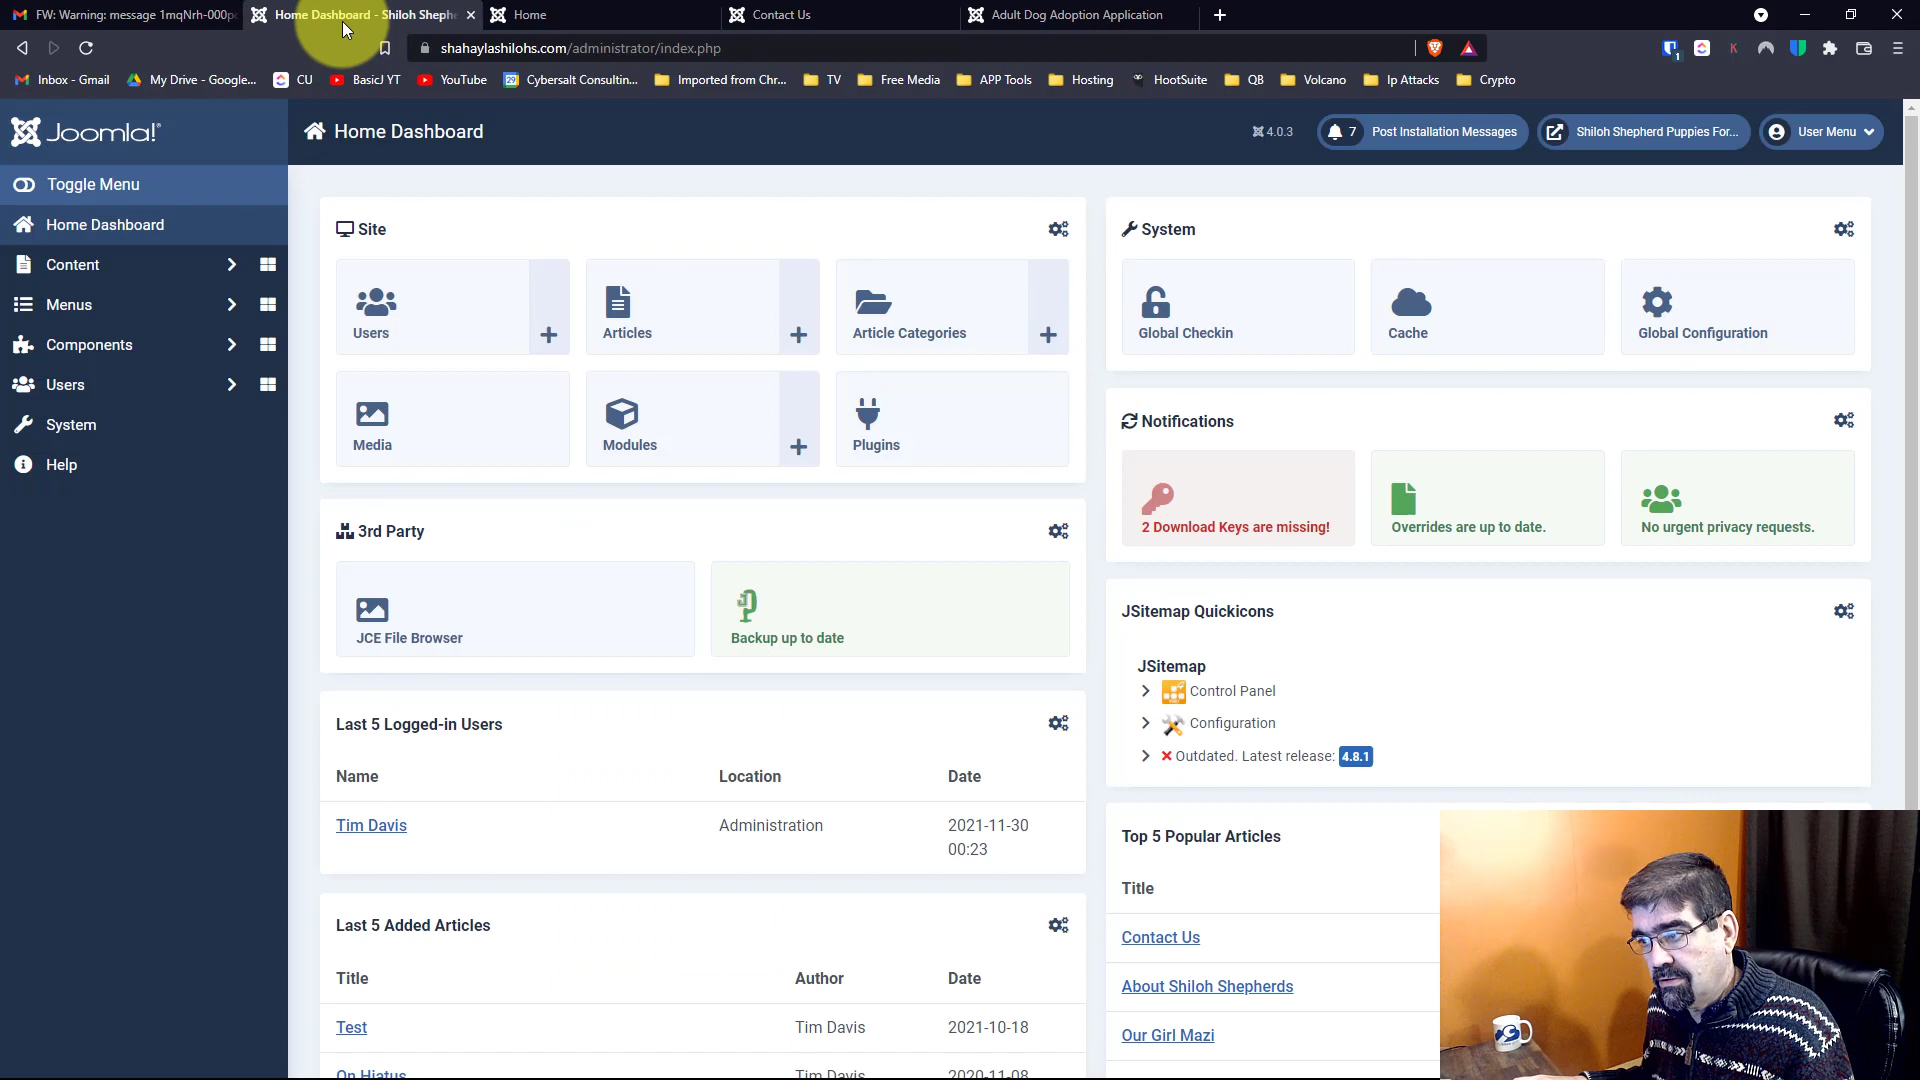 FW: Warning: message 1mqNrh-000p
Home Dashboard - Shiloh Sheph
Home
Contact Us
Adult Dog Adoption Application
shahaylashilohs.com/administrator/index.php
Inbox - Gmail
My Drive - Google...
CU
BasicJ YT
YouTube
Cybersalt Consultin...
Imported from Chr...
TV
Free Media
APP Tools
Hosting
HootSuite
QB
Volcano
Ip Attacks
Crypto
Joomla!
Home Dashboard
4.0.3
7 Post Installation Messages
Shiloh Shepherd Puppies For...
User Menu
Toggle Menu
Home Dashboard
Content
Menus
Components
Users
System
Help
Site
Users
Articles
Article Categories
Media
Modules
Plugins
System
Global Checkin
Cache
Global Configuration
Notifications
2 Download Keys are missing!
Overrides are up to date.
No urgent privacy requests.
3rd Party
JCE File Browser
Backup up to date
JSitemap Quickicons
JSitemap
Control Panel
Configuration
Outdated. Latest release: 4.8.1
Last 5 Logged-in Users
Name Location Date
Tim Davis Administration 2021-11-30
00:23
Top 5 Popular Articles
Title
Contact Us
About Shiloh Shepherds
Our Girl Mazi
Last 5 Added Articles
Title Author Date
Test Tim Davis 2021-10-18
On Hiatus Tim Davis 2020-11-08